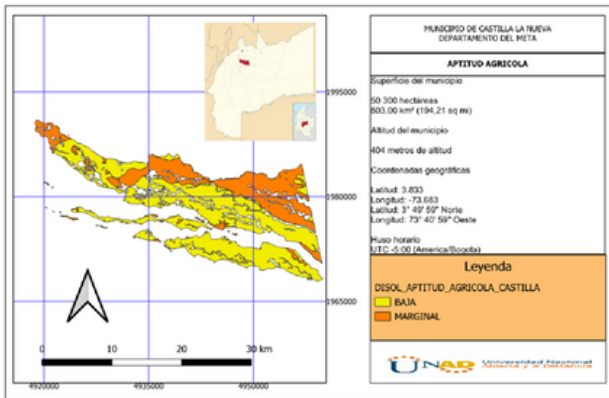 MUNICIPIO DE CASTILLA LA NUEVA
DEPARTAMENTO DEL META
APTITUD AGRICOLA
Superficie del municipio
50 300 hectáreas
503,00 km² (194,21 sq mi)
Altitud del municipio
404 metros de altitud
Coordenadas geográficas
Latitud: 3.833
Longitud: -73.683
Latitud: 3° 49' 59" Norte
Longitud: 73° 40' 59" Oeste
Huso horario
UTC -5:00 (America/Bogota)
Leyenda
DISOL_APTITUD_AGRICOLA_CASTILLA
BAJA
MARGINAL
UNAD Universidad Nacional
Abierta y a Distancia
1995000
1980000
1965000
0 10 20 30 km
4920000 4935000 4950000